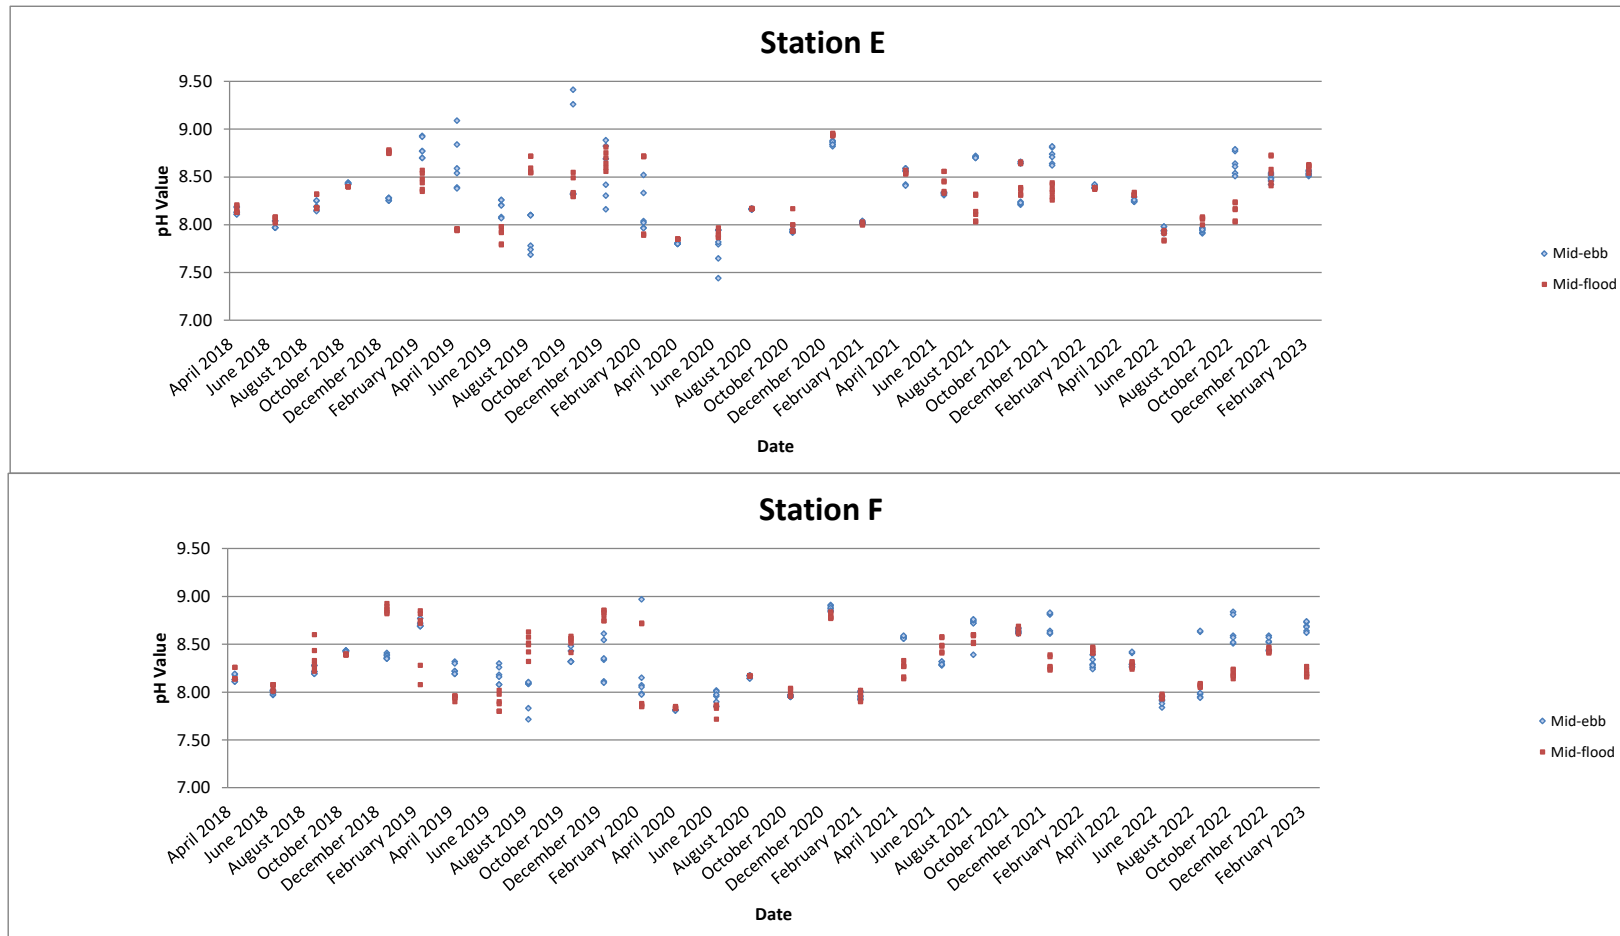 Station E
9.50
9.00
8.50
8.00
7.50
7.00
pH Value
April 2018
June 2018
August 2018
October 2018
December 2018
February 2019
April 2019
June 2019
August 2019
October 2019
December 2019
February 2020
April 2020
June 2020
August 2020
October 2020
December 2020
February 2021
April 2021
June 2021
August 2021
October 2021
December 2021
February 2022
April 2022
June 2022
August 2022
October 2022
December 2022
February 2023
Date
Mid-ebb
Mid-flood
Station F
9.50
9.00
8.50
8.00
7.50
7.00
pH Value
April 2018
June 2018
August 2018
October 2018
December 2018
February 2019
April 2019
June 2019
August 2019
October 2019
December 2019
February 2020
April 2020
June 2020
August 2020
October 2020
December 2020
February 2021
April 2021
June 2021
August 2021
October 2021
December 2021
February 2022
April 2022
June 2022
August 2022
October 2022
December 2022
February 2023
Date
Mid-ebb
Mid-flood